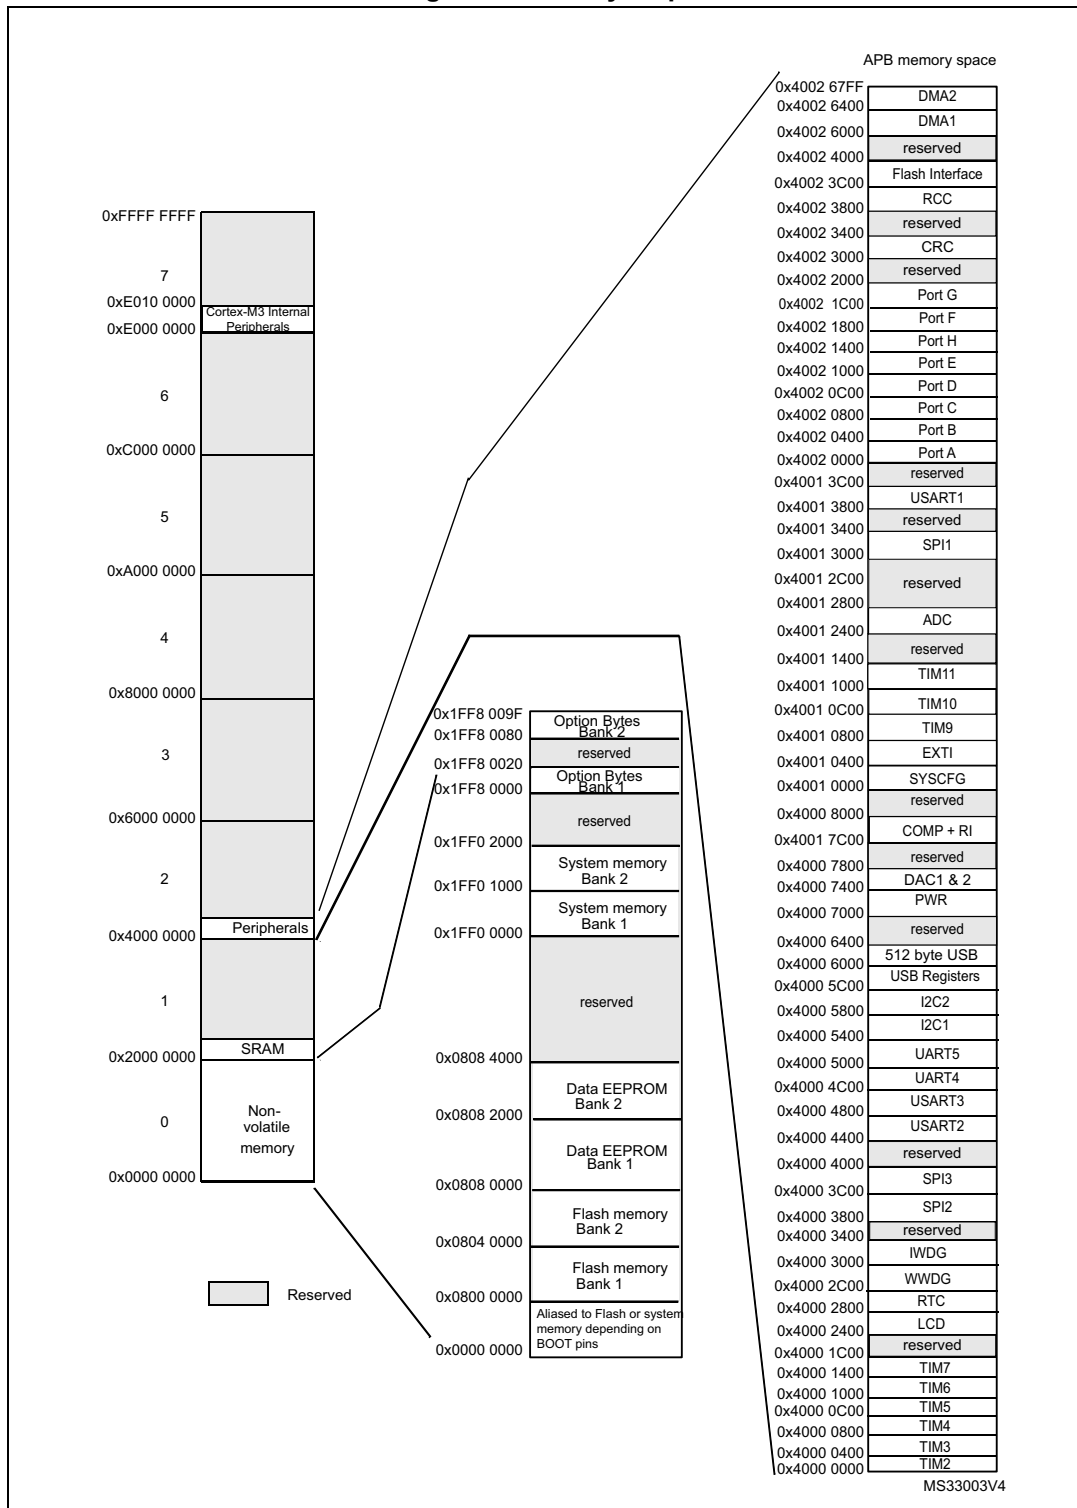 APB memory space
0xFFFF FFFF
7
0xE010 0000
Cortex-M3 Internal
Peripherals
0xE000 0000
6
0xC000 0000
5
0xA000 0000
4
0x8000 0000
3
0x6000 0000
2
Peripherals
0x4000 0000
1
SRAM
0x2000 0000
Non-
volatile
memory
0
0x0000 0000
Reserved
0x1FF8 009F
Option Bytes
Bank 2
0x1FF8 0080
reserved
0x1FF8 0020
Option Bytes
Bank 1
0x1FF8 0000
reserved
0x1FF0 2000
System memory
Bank 2
0x1FF0 1000
System memory
Bank 1
0x1FF0 0000
reserved
0x0808 4000
Data EEPROM
Bank 2
0x0808 2000
Data EEPROM
Bank 1
0x0808 0000
Flash memory
Bank 2
0x0804 0000
Flash memory
Bank 1
0x0800 0000
Aliased to Flash or system
memory depending on
BOOT pins
0x0000 0000
0x4002 67FF
DMA2
0x4002 6400
DMA1
0x4002 6000
reserved
0x4002 4000
Flash Interface
0x4002 3C00
RCC
0x4002 3800
reserved
0x4002 3400
CRC
0x4002 3000
reserved
0x4002 2000
Port G
0x4002 1C00
Port F
0x4002 1800
Port H
0x4002 1400
Port E
0x4002 1000
Port D
0x4002 0C00
Port C
0x4002 0800
Port B
0x4002 0400
Port A
0x4002 0000
reserved
0x4001 3C00
USART1
0x4001 3800
reserved
0x4001 3400
SPI1
0x4001 3000
0x4001 2C00
reserved
0x4001 2800
ADC
0x4001 2400
reserved
0x4001 1400
TIM11
0x4001 1000
TIM10
0x4001 0C00
TIM9
0x4001 0800
EXTI
0x4001 0400
SYSCFG
0x4001 0000
reserved
0x4000 8000
COMP + RI
0x4001 7C00
reserved
0x4000 7800
DAC1 & 2
0x4000 7400
PWR
0x4000 7000
reserved
0x4000 6400
512 byte USB
0x4000 6000
USB Registers
0x4000 5C00
I2C2
0x4000 5800
I2C1
0x4000 5400
UART5
0x4000 5000
UART4
0x4000 4C00
USART3
0x4000 4800
USART2
0x4000 4400
reserved
0x4000 4000
SPI3
0x4000 3C00
SPI2
0x4000 3800
reserved
0x4000 3400
IWDG
0x4000 3000
WWDG
0x4000 2C00
RTC
0x4000 2800
LCD
0x4000 2400
reserved
0x4000 1C00
TIM7
0x4000 1400
TIM6
0x4000 1000
TIM5
0x4000 0C00
TIM4
0x4000 0800
TIM3
0x4000 0400
TIM2
0x4000 0000
MS33003V4